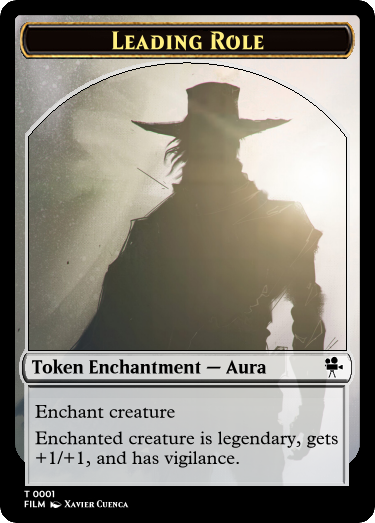 Leading Role
Token Enchantment — Aura
Enchant creature
Enchanted creature is legendary, gets
+1/+1, and has vigilance.
T 0001
FILM Xavier Cuenca